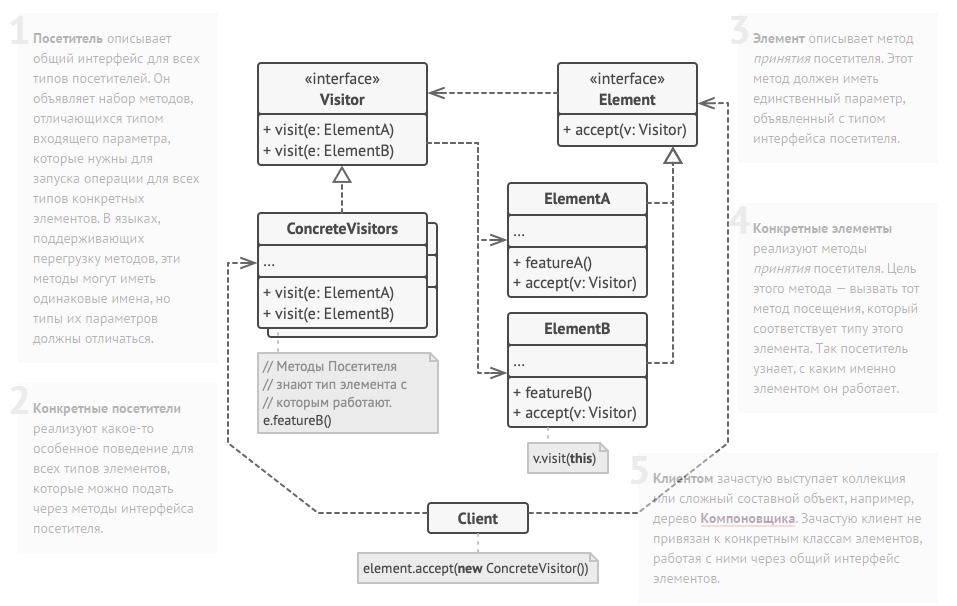 1
Посетитель описывает
общий интерфейс для всех
типов посетителей. Он
объявляет набор методов,
отличающихся типом
входящего параметра,
которые нужны для
запуска операции для всех
типов конкретных
элементов. В языках,
поддерживающих
перегрузку методов, эти
методы могут иметь
одинаковые имена, но
типы их параметров
должны отличаться.
2
Конкретные посетители
реализуют какое-то
особенное поведение для
всех типов элементов,
которые можно подать
через методы интерфейса
посетителя.
«interface»
Visitor
+ visit(e: ElementA)
+ visit(e: ElementB)
ConcreteVisitors
...
+ visit(e: ElementA)
+ visit(e: ElementB)
// Методы Посетителя
// знают тип элемента с
// которым работают.
e.featureB()
«interface»
Element
+ accept(v: Visitor)
ElementA
...
+ featureA()
+ accept(v: Visitor)
ElementB
...
+ featureB()
+ accept(v: Visitor)
v.visit(this)
Client
element.accept(new ConcreteVisitor())
3
Элемент описывает метод
принятия посетителя. Этот
метод должен иметь
единственный параметр,
объявленный с типом
интерфейса посетителя.
4
Конкретные элементы
реализуют методы
принятия посетителя. Цель
этого метода — вызвать тот
метод посещения, который
соответствует типу этого
элемента. Так посетитель
узнает, с каким именно
элементом он работает.
5
Клиентом зачастую выступает коллекция
или сложный составной объект, например,
дерево Компоновщика. Зачастую клиент не
привязан к конкретным классам элементов,
работая с ними через общий интерфейс
элементов.